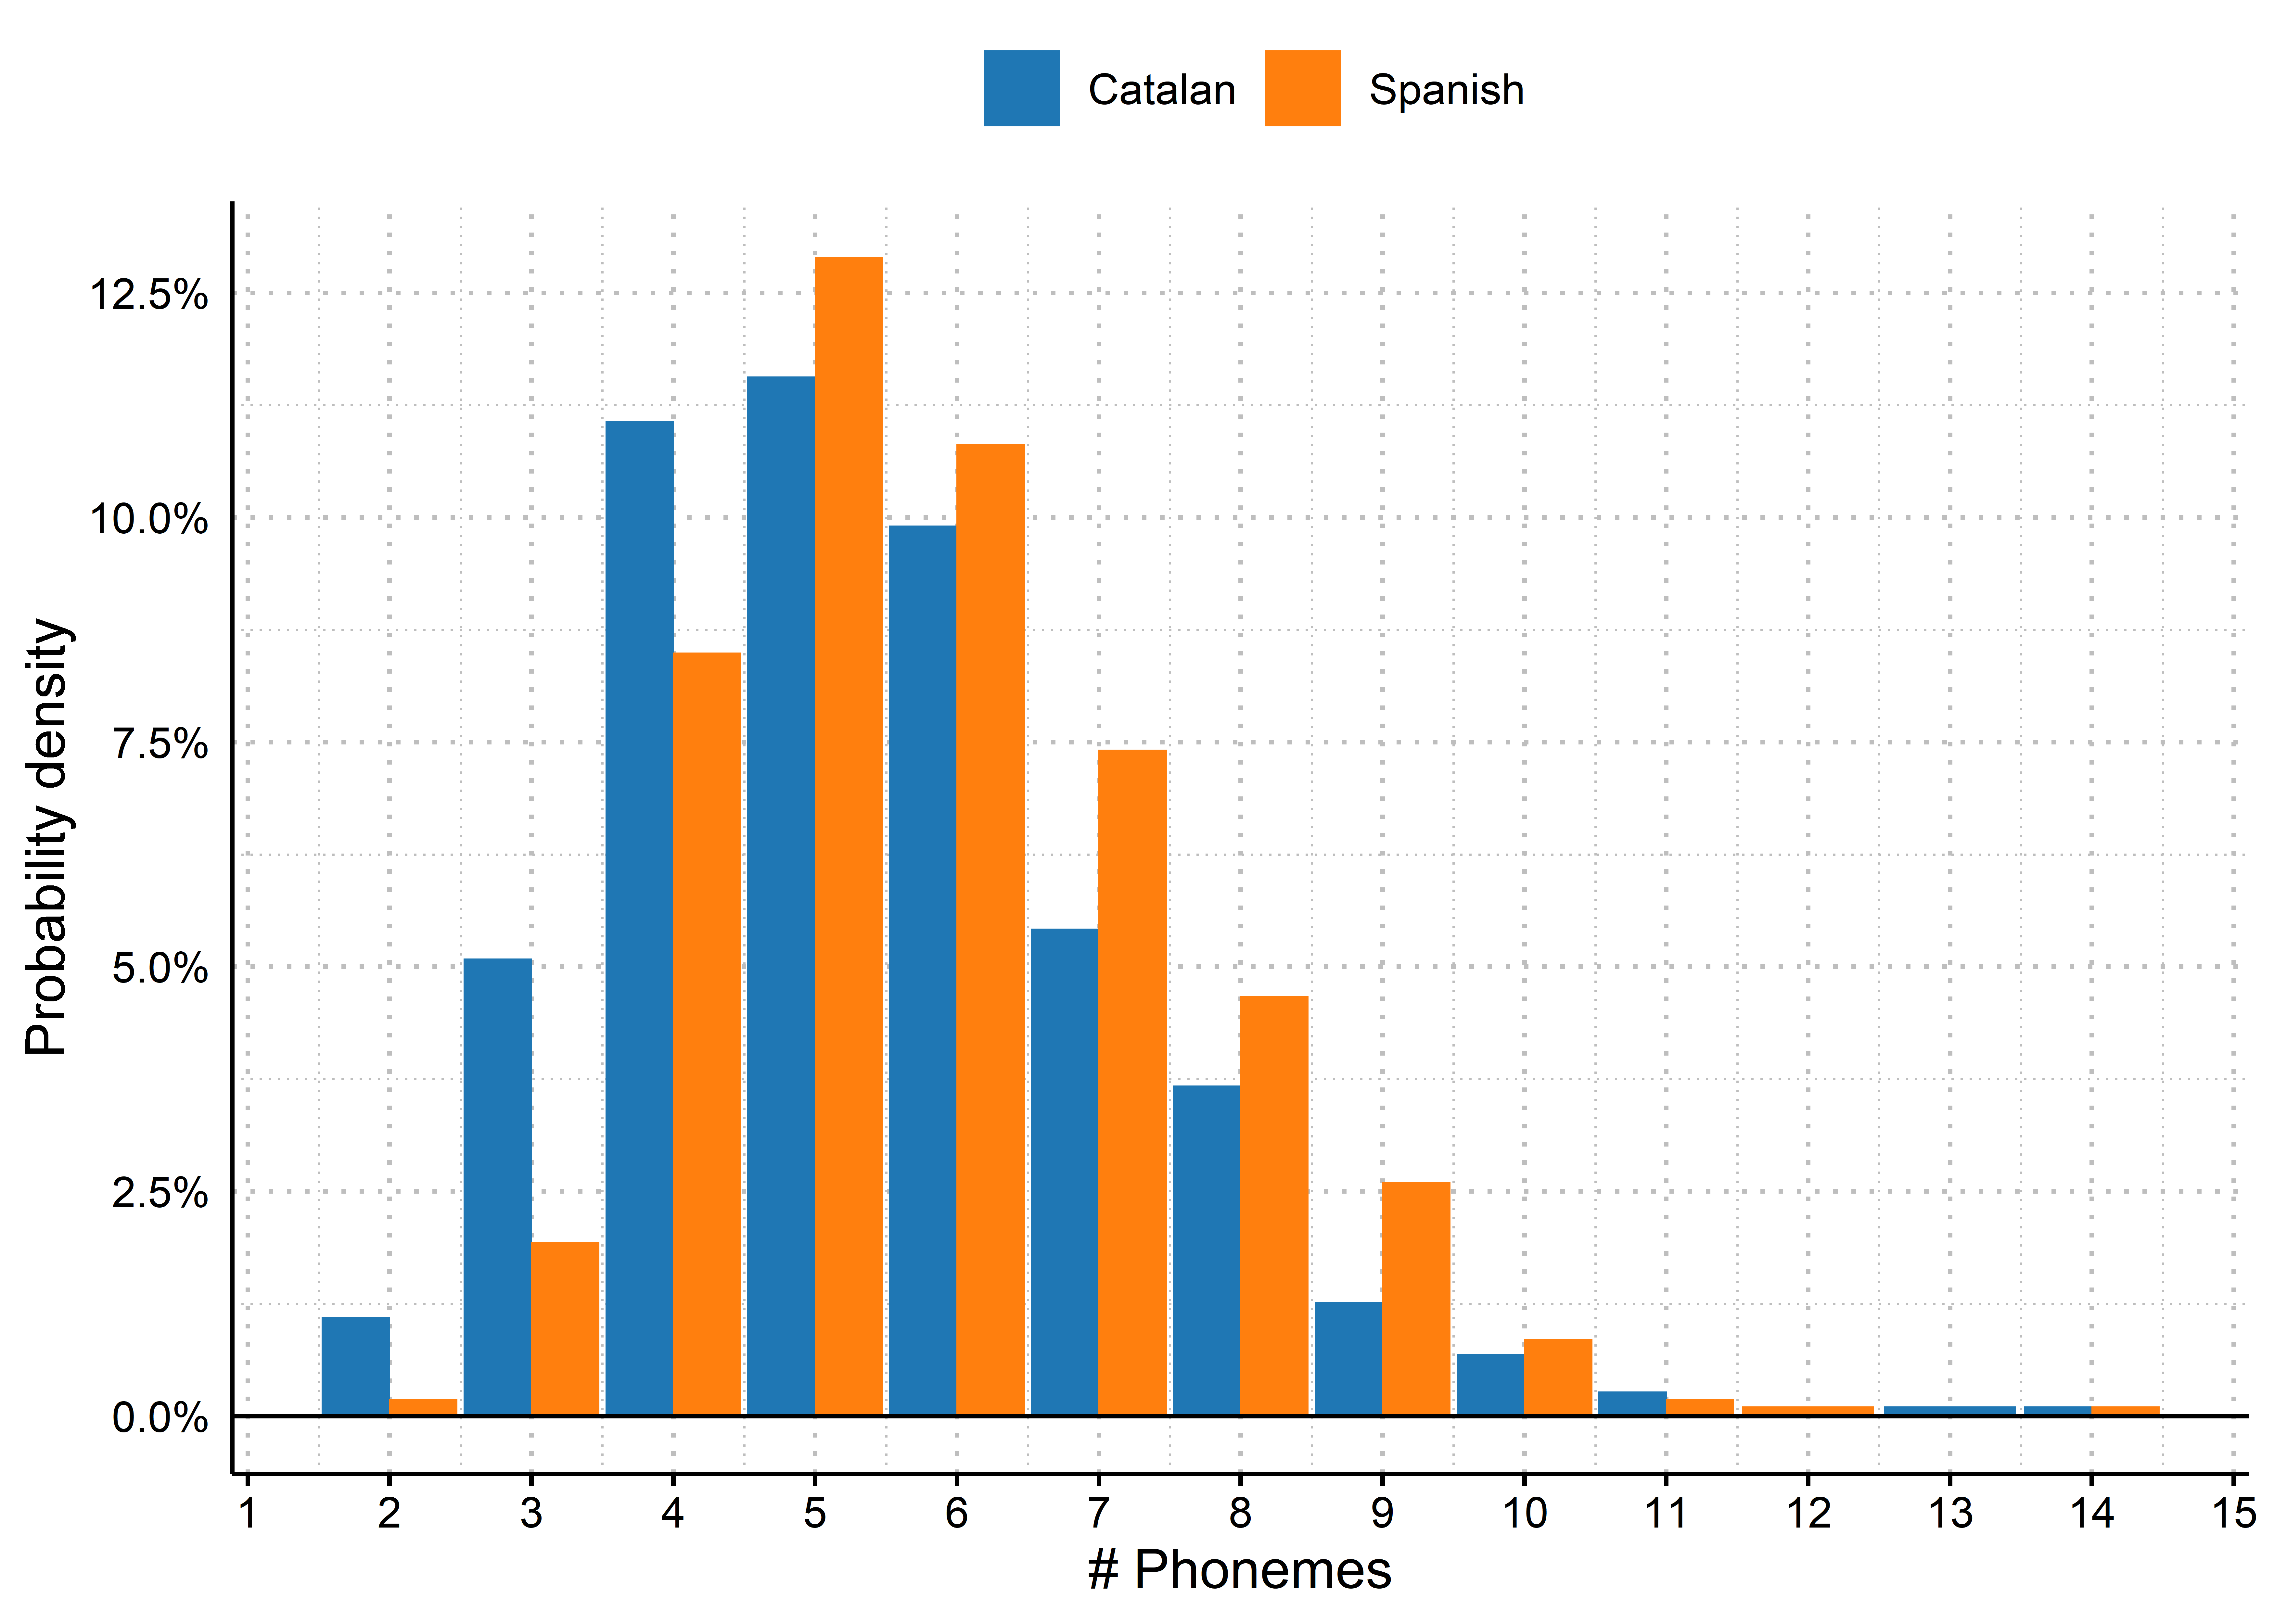 Catalan Spanish
12.5%
10.0%
7.5%
5.0%
2.5%
0.0%
Probability density
1 2 3 4 5 6 7 8 9 10 11 12 13 14 15
# Phonemes